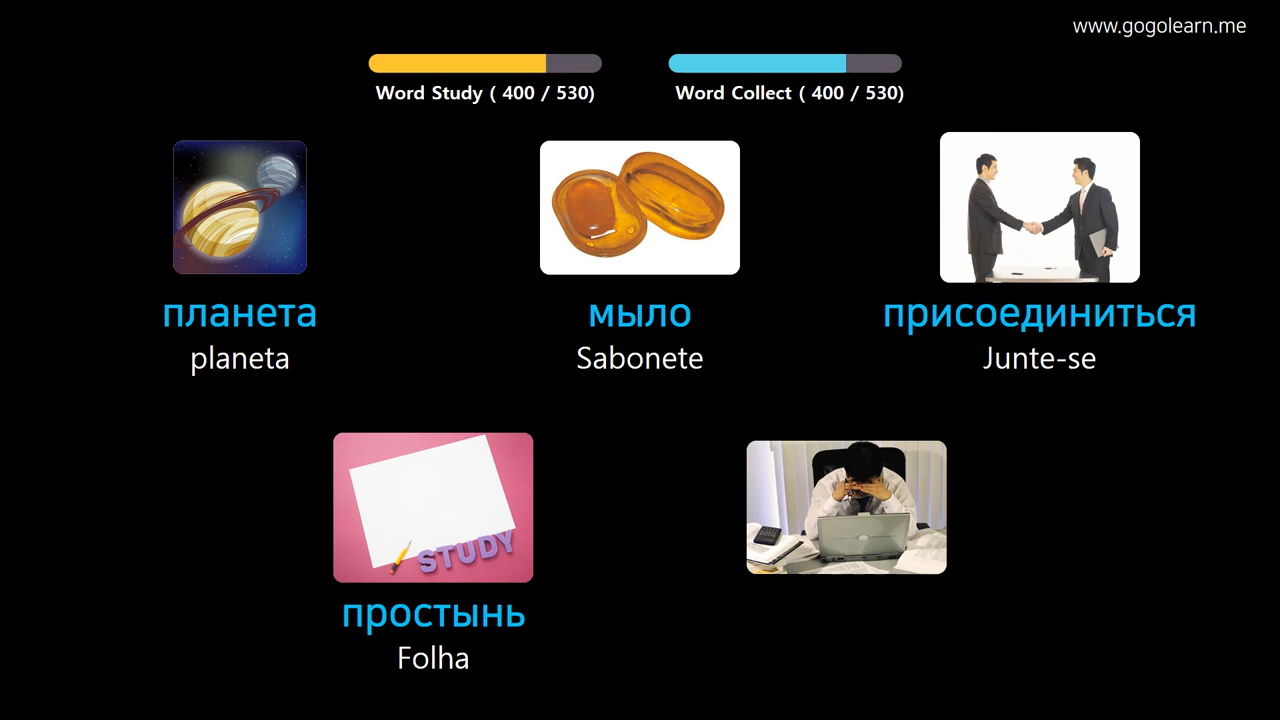 www.gogolearn.me
Word Study ( 400 / 530)
Word Collect ( 400 / 530)
планета
planeta
мыло
Sabonete
присоединиться
Junte-se
STUDY
простынь
Folha